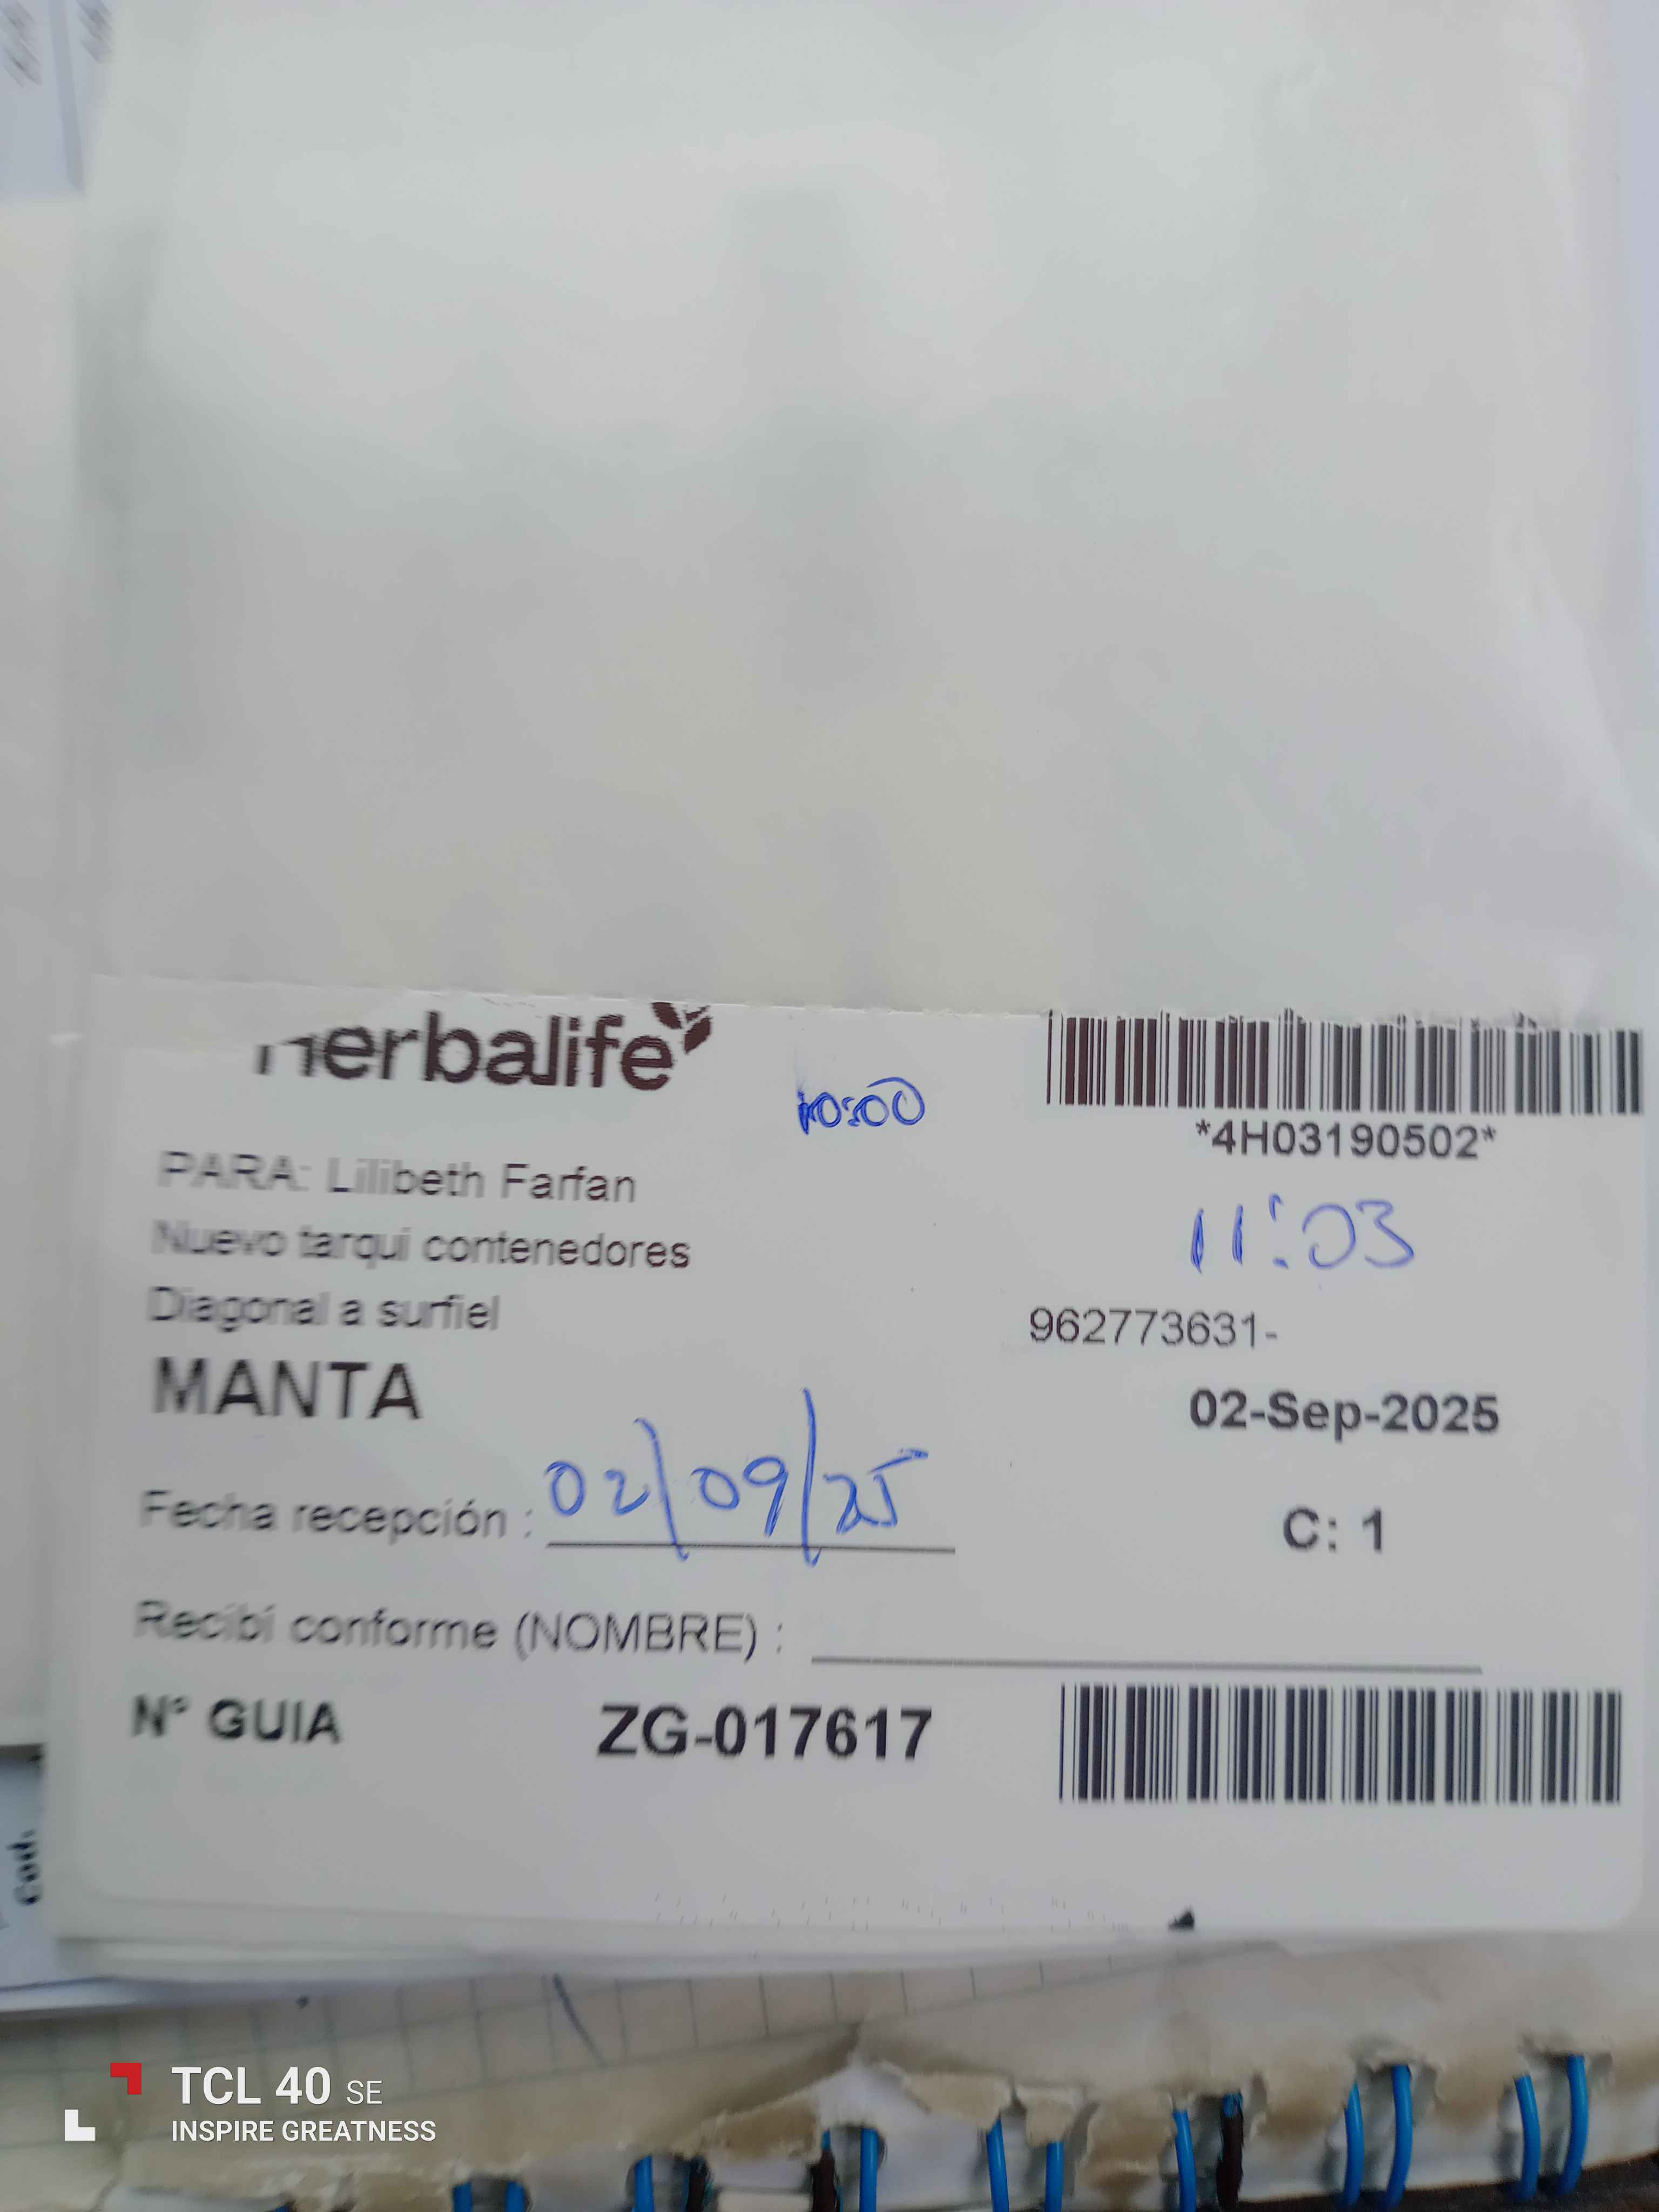 herbalife
10:00
*4H03190502*
PARA: Lilibeth Farfan
11:03
Nuevo tarqui contenedores
Diagonal a surfiel
962773631-
MANTA
02-Sep-2025
Fecha recepción : 02/09/25
C: 1
Recibí conforme (NOMBRE) :
N° GUIA ZG-017617
Cod.
TCL 40 SE
INSPIRE GREATNESS